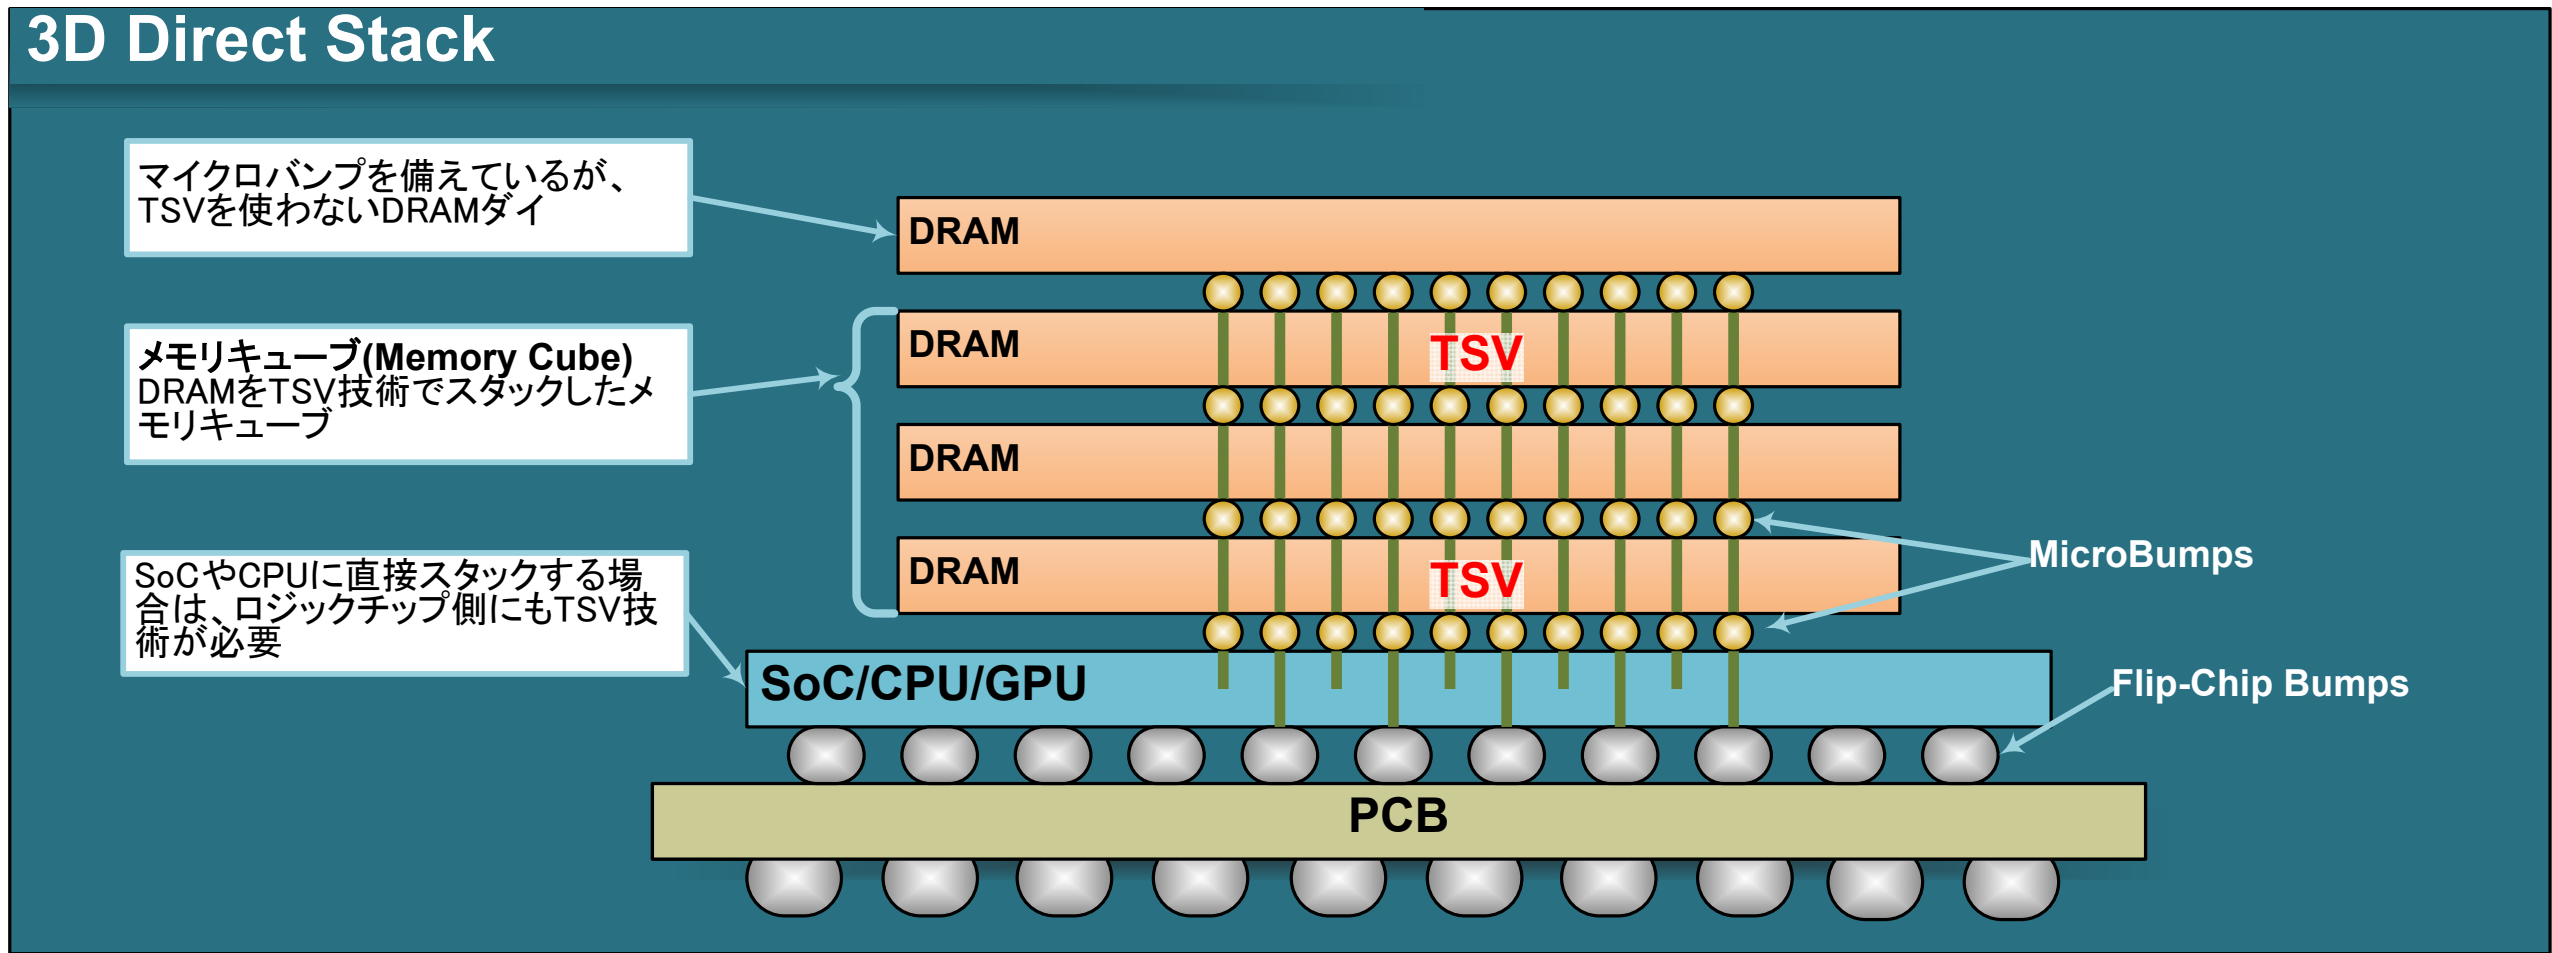 3D Direct Stack
マイクロバンプを備えているが、
TSVを使わないDRAMダイ
DRAM
メモリキューブ(Memory Cube)
DRAMをTSV技術でスタックしたメ
モリキューブ
DRAM
TSV
DRAM
SoCやCPUに直接スタックする場
合は、ロジックチップ側にもTSV技
術が必要
DRAM
TSV
MicroBumps
SoC/CPU/GPU
Flip-Chip Bumps
PCB